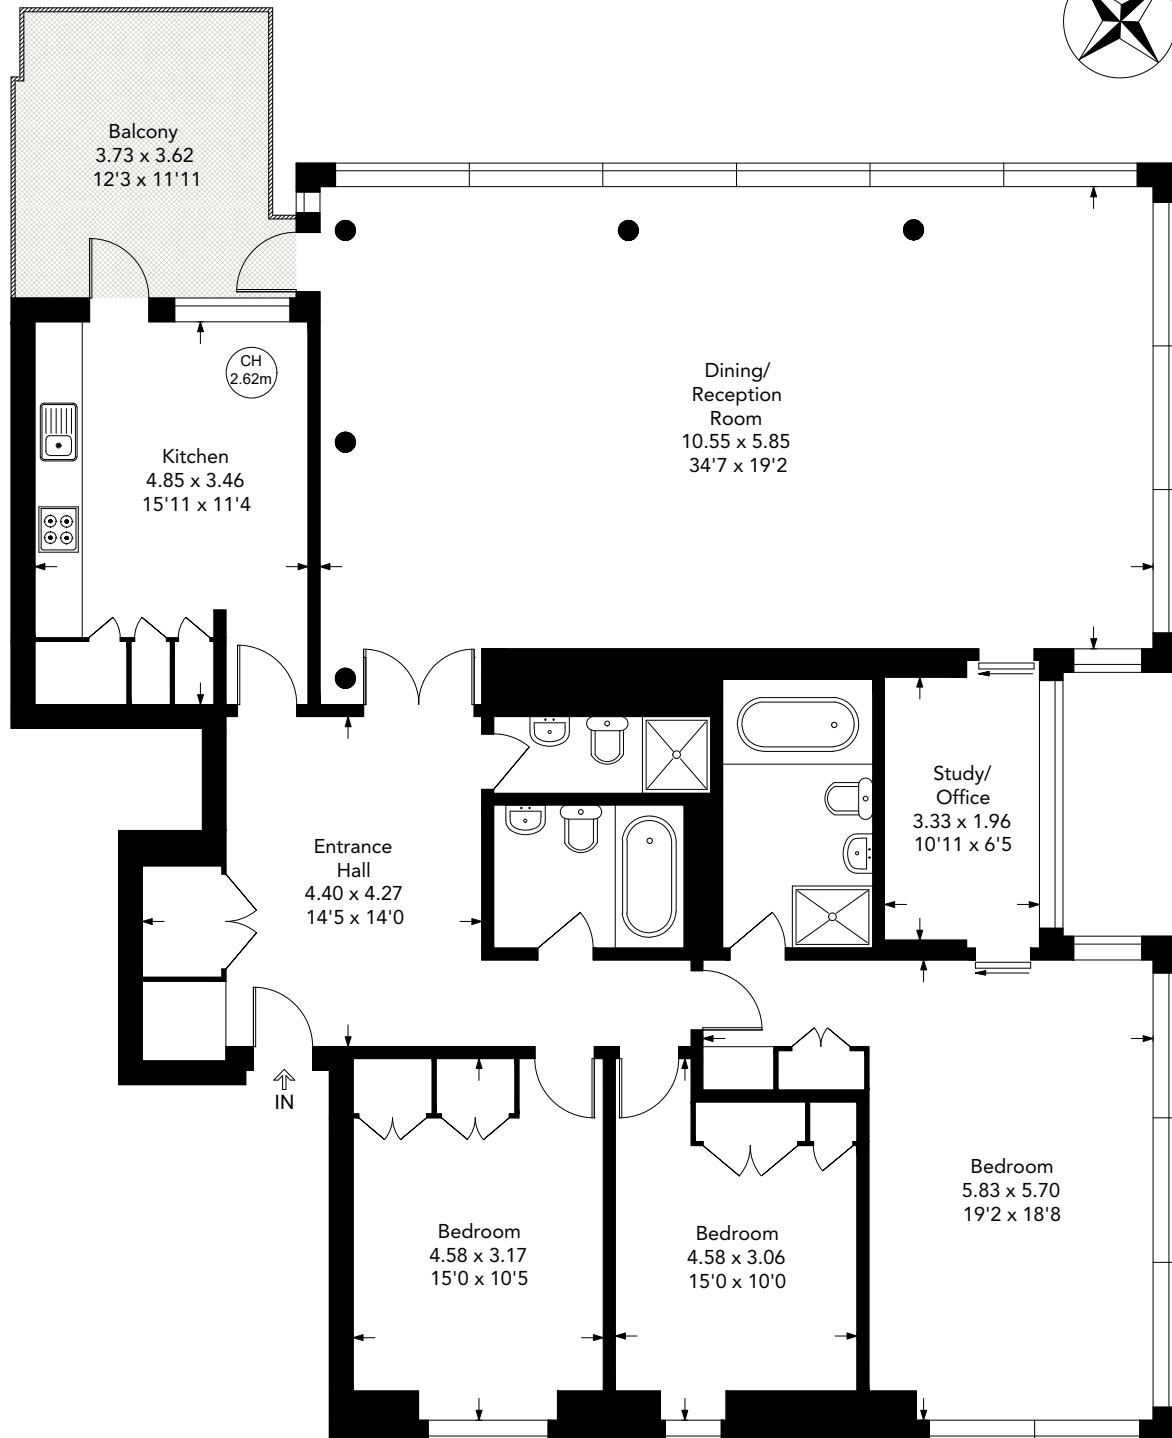 Balcony
3.73 x 3.62
12'3 x 11'11
CH
2.62m
Dining/
Reception
Room
10.55 x 5.85
34'7 x 19'2
Kitchen
4.85 x 3.46
15'11 x 11'4
Study/
Office
3.33 x 1.96
10'11 x 6'5
Entrance
Hall
4.40 x 4.27
14'5 x 14'0
IN
Bedroom
5.83 x 5.70
19'2 x 18'8
Bedroom
4.58 x 3.17
15'0 x 10'5
Bedroom
4.58 x 3.06
15'0 x 10'0